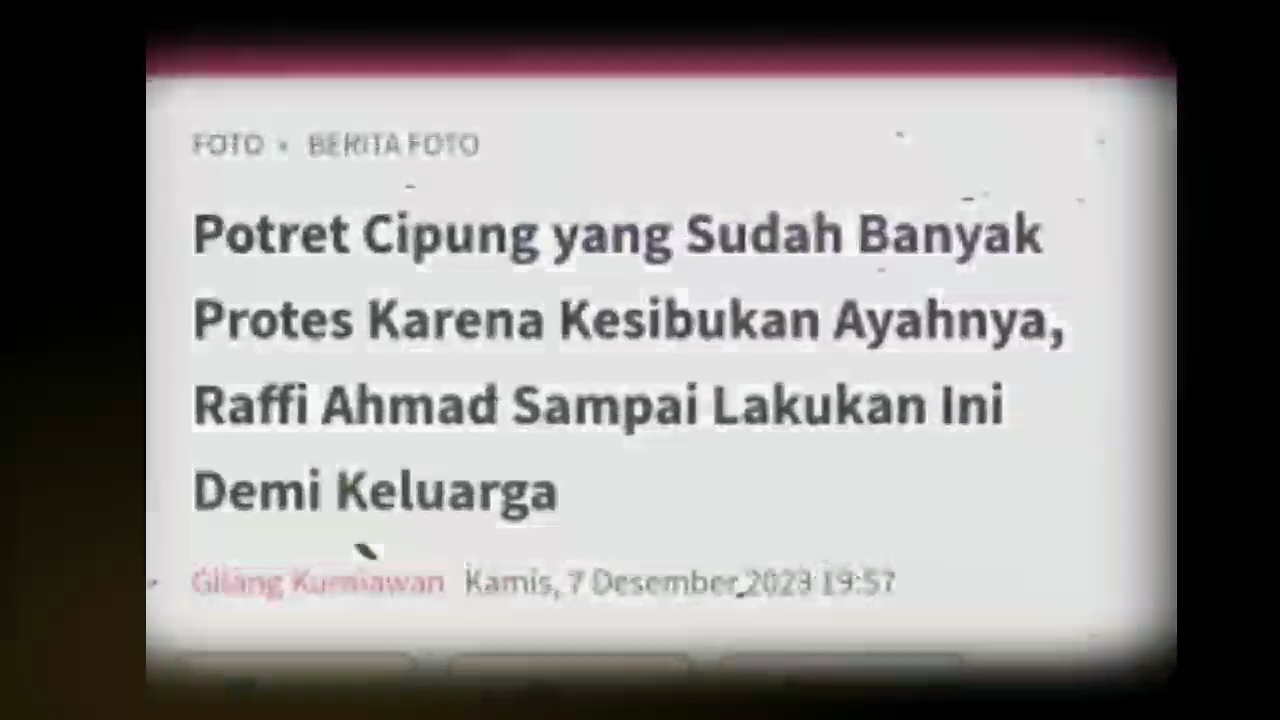 FOTO • BERITA FOTO
Potret Cipung yang Sudah Banyak
Protes Karena Kesibukan Ayahnya,
Raffi Ahmad Sampai Lakukan Ini
Demi Keluarga
Gilang Kurniawan Kamis, 7 Desember 2023 19:57